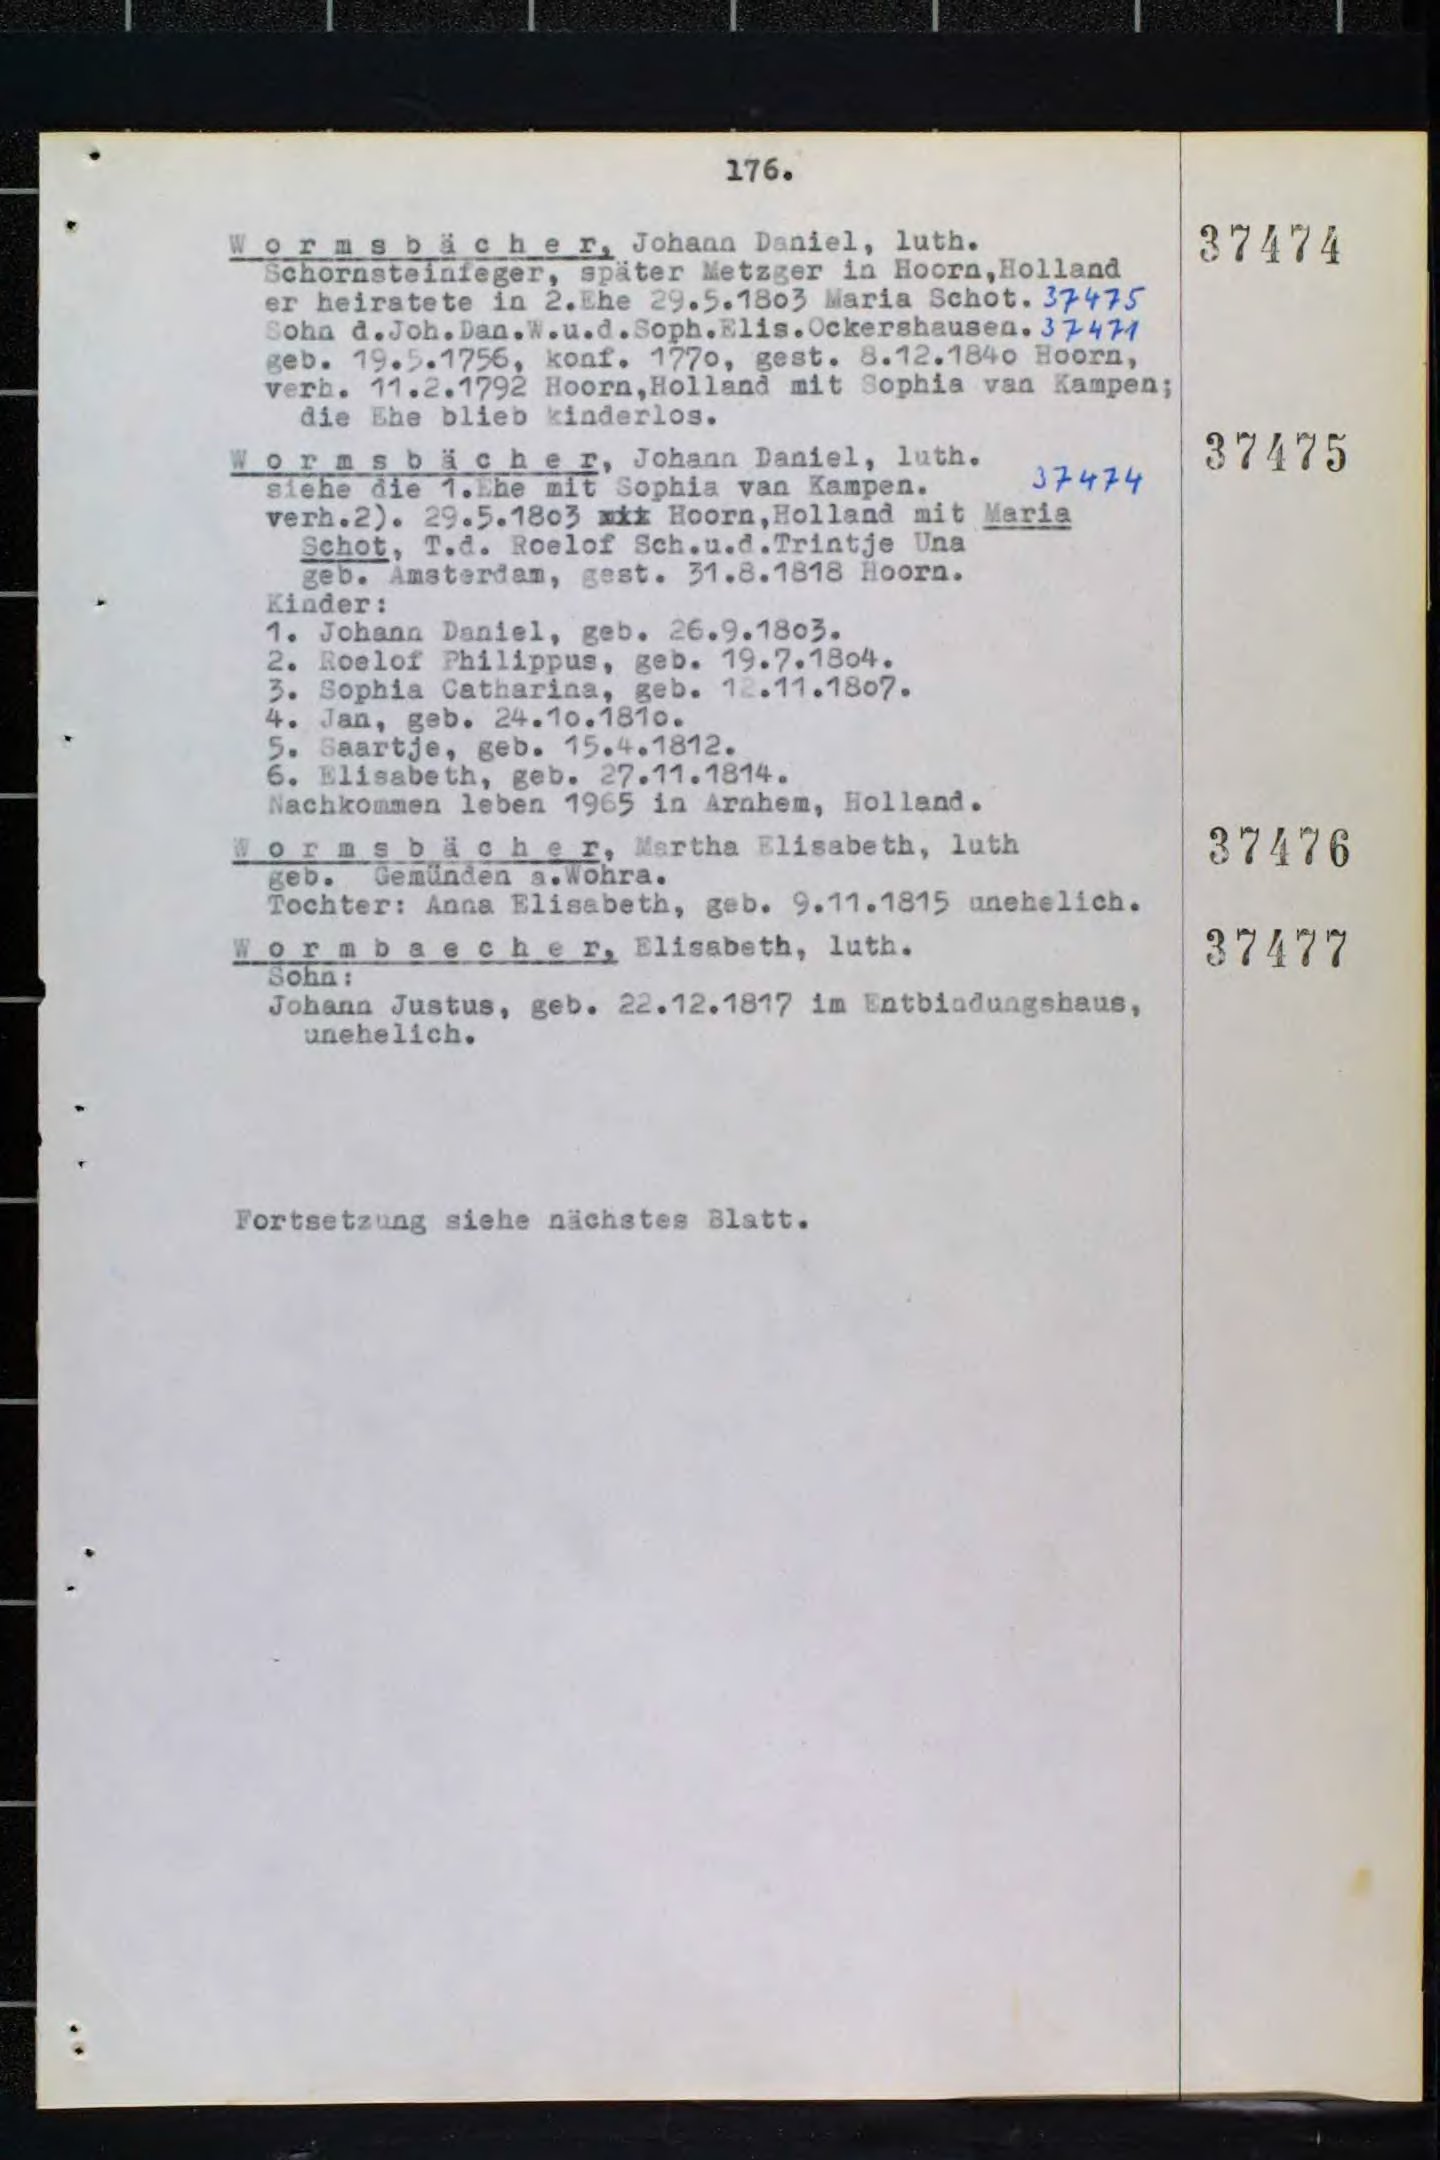 176.
Wormsbächer, Johann Daniel, luth. 37474
Schornsteinfeger, später Metzger in Hoorn,Holland
er heiratete in 2.Ehe 29.5.1803 Maria Schot. 37475
Sohn d.Joh.Dan.W.u.d.Soph.Elis.Ockershausen. 37471
geb. 19.5.1756, konf. 1770, gest. 8.12.1840 Hoorn,
verh. 11.2.1792 Hoorn,Holland mit Sophia van Kampen;
die Ehe blieb kinderlos.
Wormsbächer, Johann Daniel, luth. 37475
siehe die 1.Ehe mit Sophia van Kampen. 37474
verh.2). 29.5.1803 Hoorn,Holland mit Maria
Schot, T.d. Roelof Sch.u.d.Trintje Una
geb. Amsterdam, gest. 31.8.1818 Hoorn.
Kinder:
1. Johann Daniel, geb. 26.9.1803.
2. Roelof Philippus, geb. 19.7.1804.
3. Sophia Catharina, geb. 12.11.1807.
4. Jan, geb. 24.10.1810.
5. Saartje, geb. 15.4.1812.
6. Elisabeth, geb. 27.11.1814.
Nachkommen leben 1965 in Arnhem, Holland.
Wormsbächer, Martha Elisabeth, luth 37476
geb. Gemünden a.Wohra.
Tochter: Anna Elisabeth, geb. 9.11.1815 unehelich.
Wormbaecher, Elisabeth, luth. 37477
Sohn:
Johann Justus, geb. 22.12.1817 im Entbindungshaus,
unehelich.
Fortsetzung siehe nächstes Blatt.